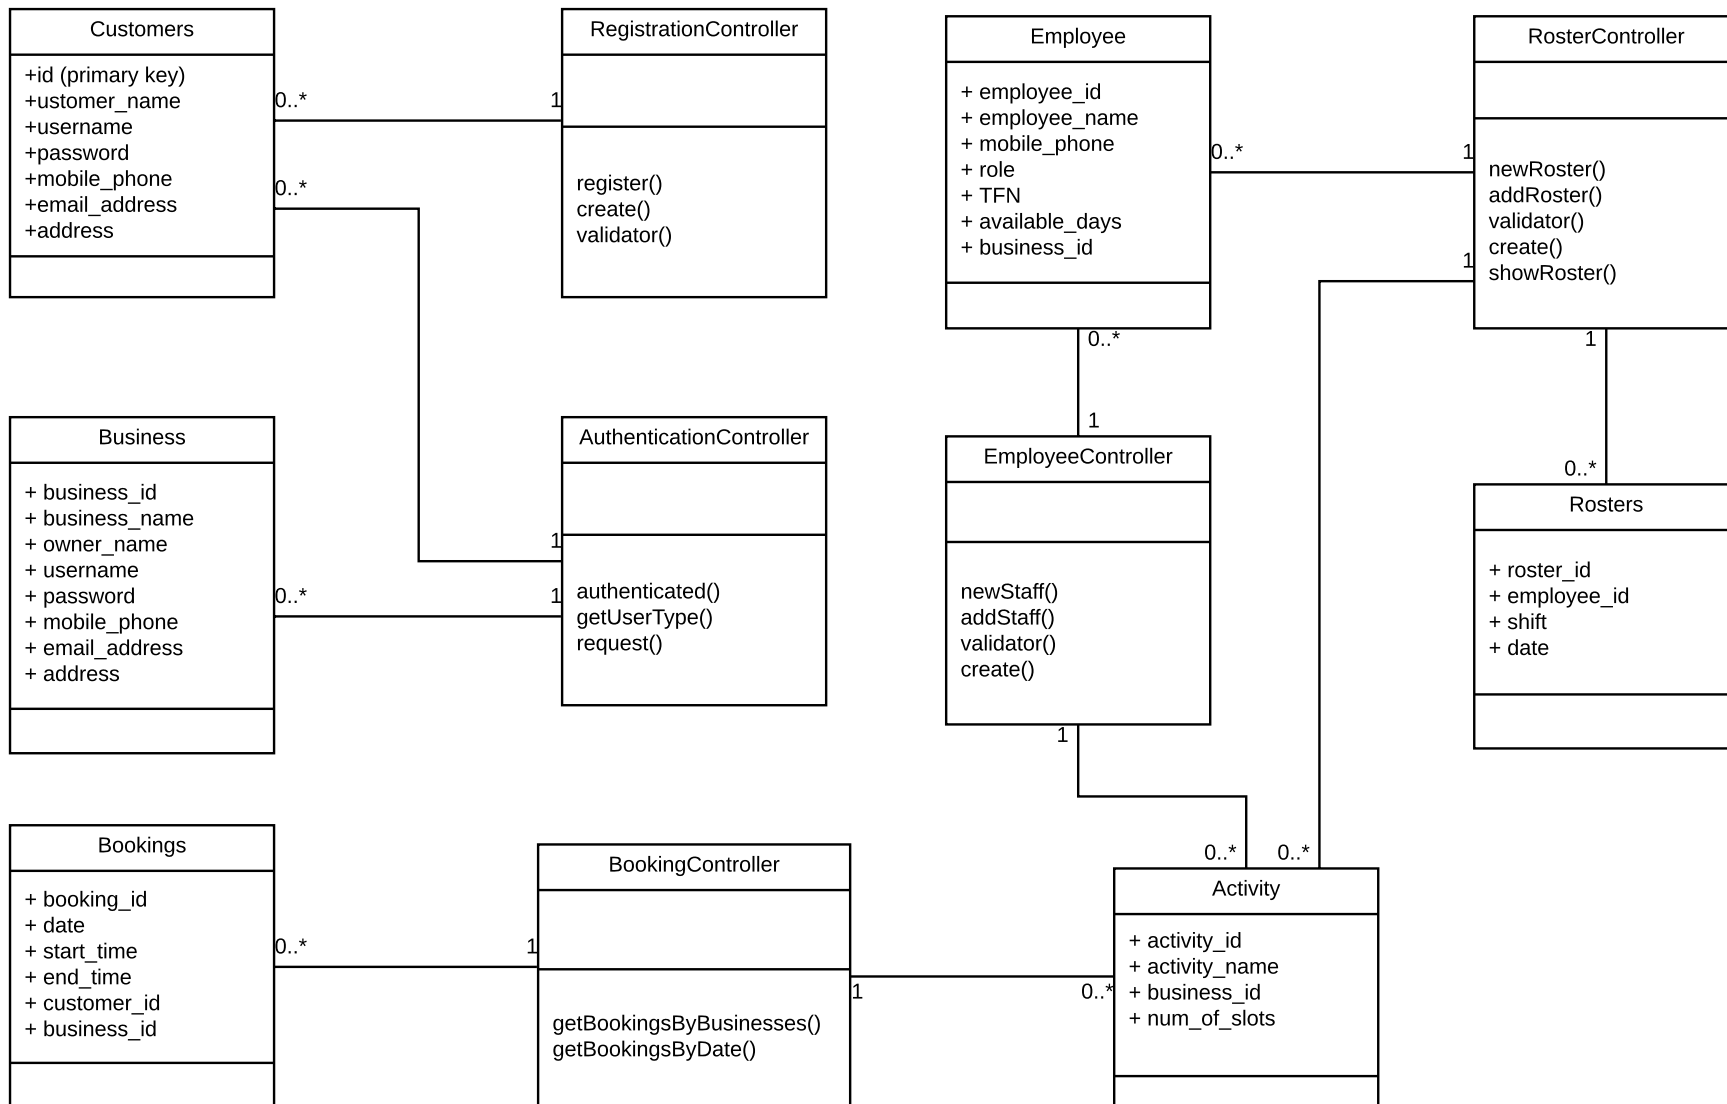 Customers
+id (primary key)
+ustomer_name
+username
+password
+mobile_phone
+email_address
+address
0..*
1
0..*
RegistrationController
register()
create()
validator()
Employee
+ employee_id
+ employee_name
+ mobile_phone
+ role
+ TFN
+ available_days
+ business_id
0..*
1
0..*
1
RosterController
newRoster()
addRoster()
validator()
create()
showRoster()
1
1
0..*
Business
+ business_id
+ business_name
+ owner_name
+ username
+ password
+ mobile_phone
+ email_address
+ address
0..*
1
1
AuthenticationController
authenticated()
getUserType()
request()
EmployeeController
newStaff()
addStaff()
validator()
create()
1
0..*
0..*
Rosters
+ roster_id
+ employee_id
+ shift
+ date
Bookings
+ booking_id
+ date
+ start_time
+ end_time
+ customer_id
+ business_id
0..*
1
BookingController
getBookingsByBusinesses()
getBookingsByDate()
1
0..*
Activity
+ activity_id
+ activity_name
+ business_id
+ num_of_slots